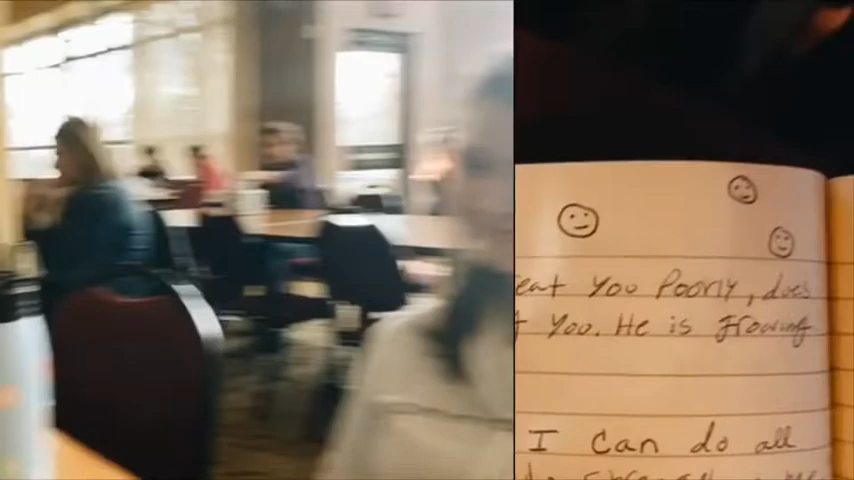 eat You Poorly, does
t You. He is growing
I can do all